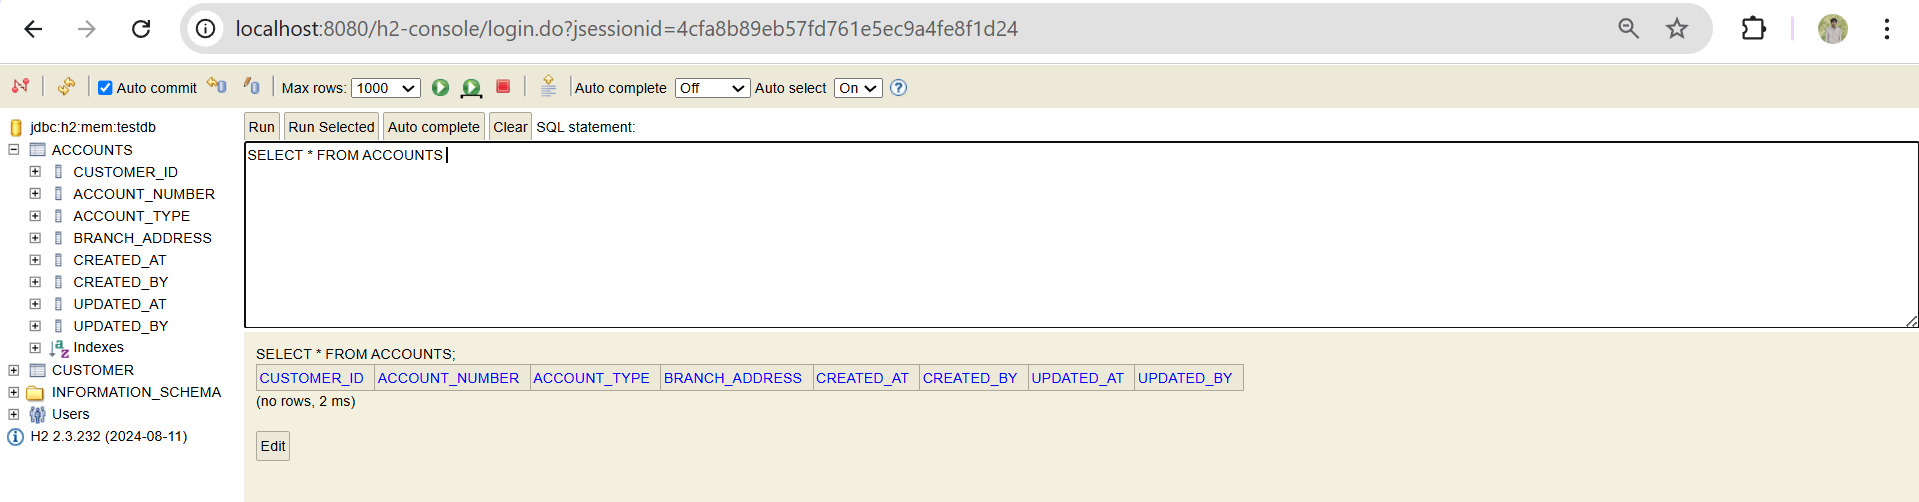 localhost:8080/h2-console/login.do?jsessionid=4cfa8b89eb57fd761e5ec9a4fe8f1d24
Auto commit Max rows: 1000 Auto complete Off Auto select On ?
jdbc:h2:mem:testdb
ACCOUNTS
CUSTOMER_ID
ACCOUNT_NUMBER
ACCOUNT_TYPE
BRANCH_ADDRESS
CREATED_AT
CREATED_BY
UPDATED_AT
UPDATED_BY
Indexes
CUSTOMER
INFORMATION_SCHEMA
Users
H2 2.3.232 (2024-08-11)
Run Run Selected Auto complete Clear SQL statement:
SELECT * FROM ACCOUNTS
SELECT * FROM ACCOUNTS;
CUSTOMER_ID ACCOUNT_NUMBER ACCOUNT_TYPE BRANCH_ADDRESS CREATED_AT CREATED_BY UPDATED_AT UPDATED_BY
(no rows, 2 ms)
Edit